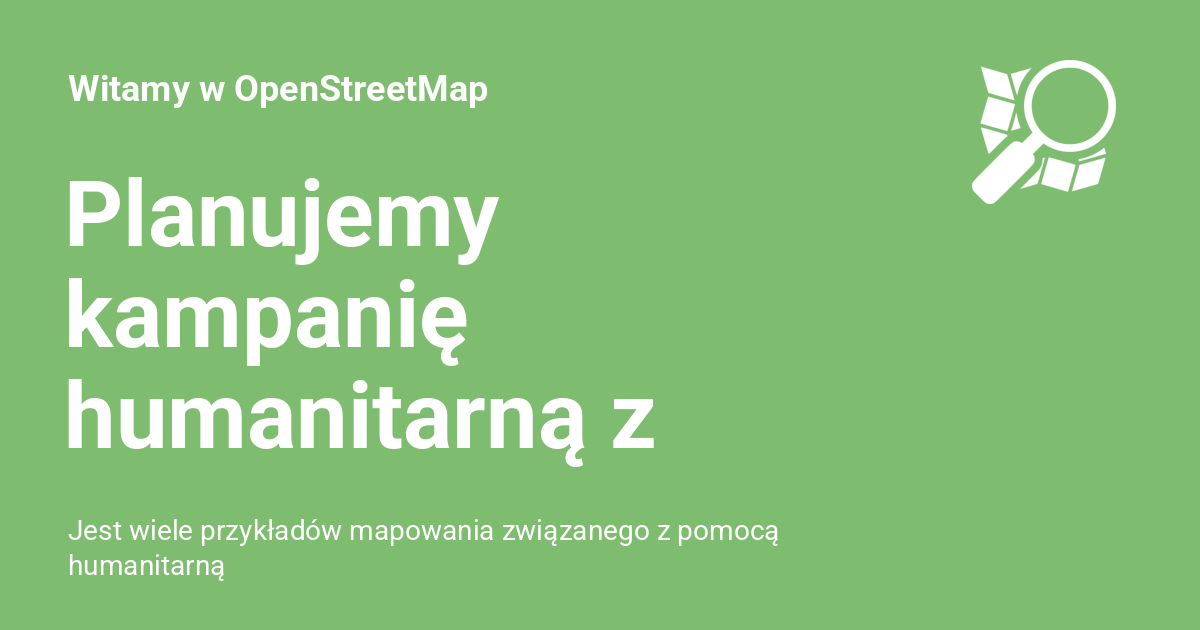 Witamy w OpenStreetMap
Planujemy
kampanię
humanitarną z
Jest wiele przykładów mapowania związanego z pomocą
humanitarną